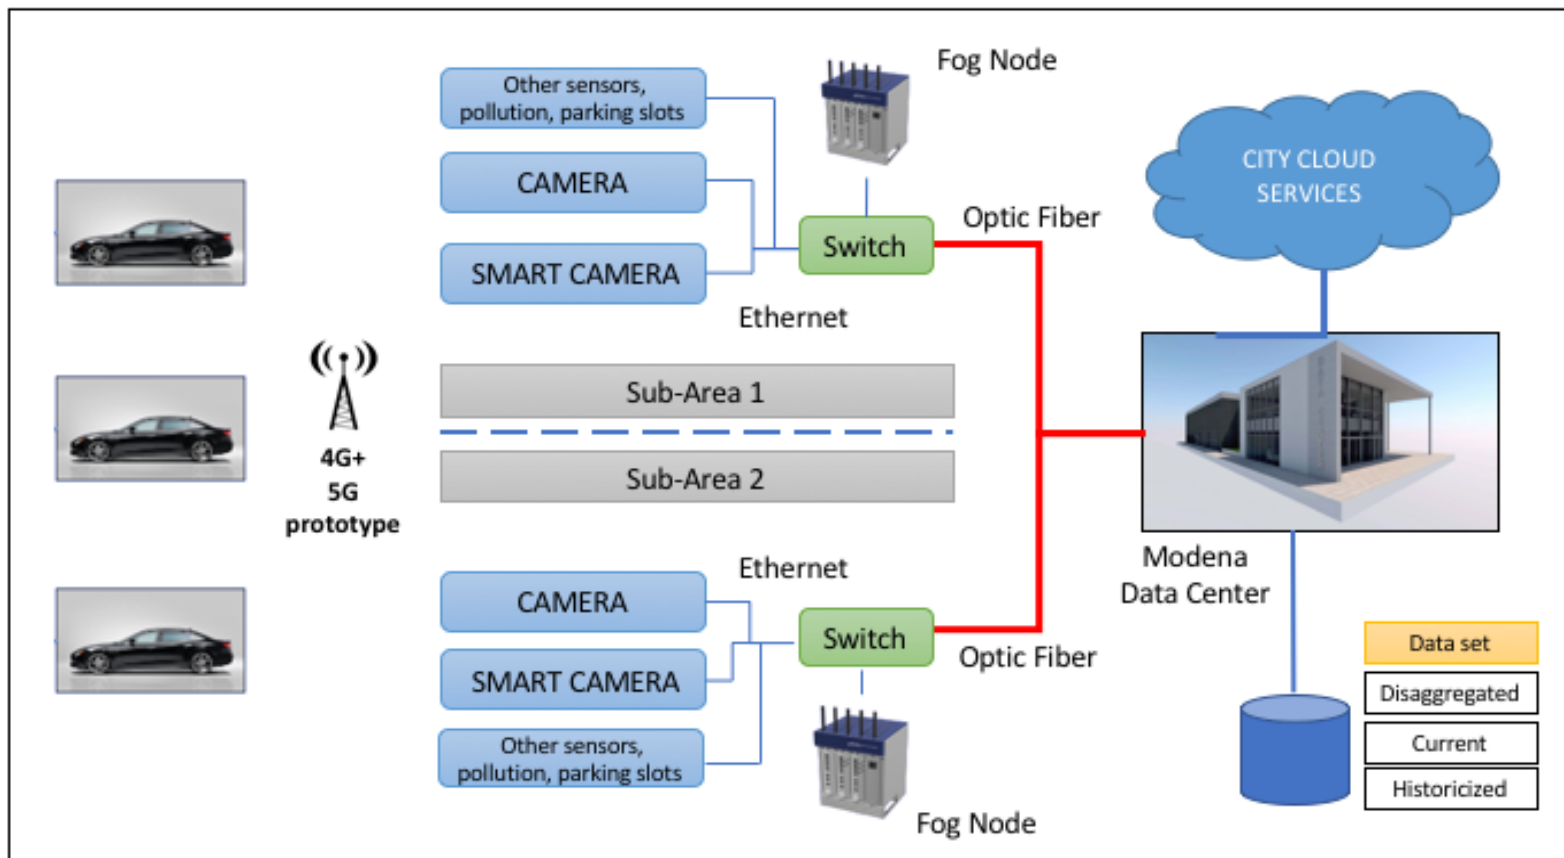 Fog Node
Other sensors,
pollution, parking slots
CAMERA
CITY CLOUD
SERVICES
Optic Fiber
Switch
SMART CAMERA
Ethernet
Sub-Area 1
4G+
5G
prototype
Sub-Area 2
Ethernet
Modena
Data Center
CAMERA
Switch
Optic Fiber
SMART CAMERA
Other sensors,
pollution, parking slots
Fog Node
Data set
Disaggregated
Current
Historicized